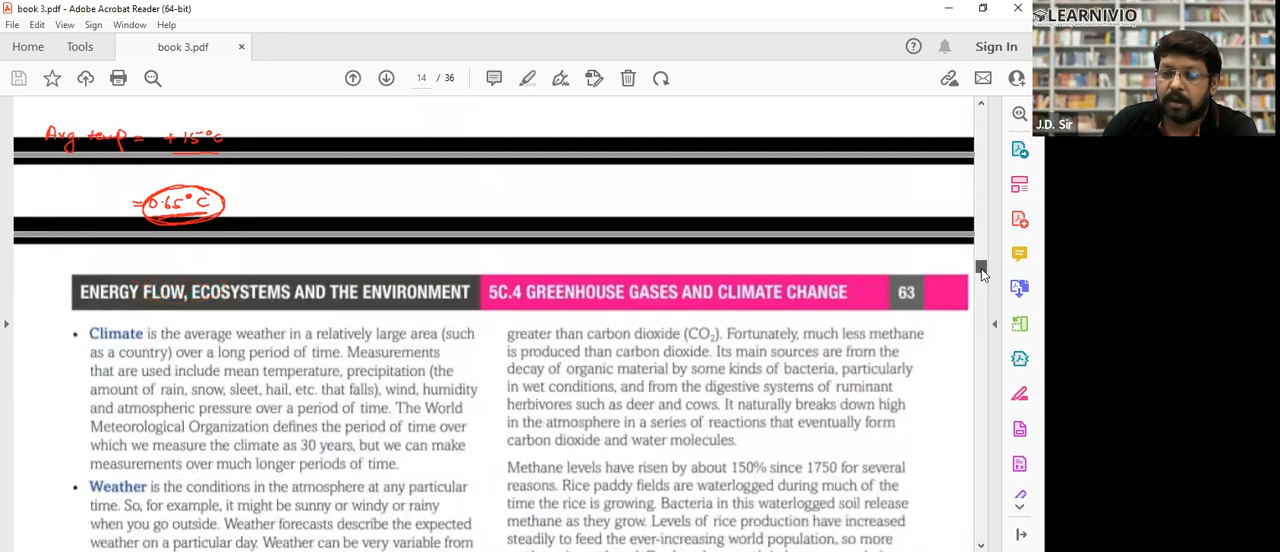 book 3.pdf - Adobe Acrobat Reader (64-bit)
File Edit View Sign Window Help
Home Tools book 3.pdf × Sign In
14 / 36
LEARNIVIO
J.D. Sir
Avg. temp = +15°C
= 0.65°C
ENERGY FLOW, ECOSYSTEMS AND THE ENVIRONMENT 5C.4 GREENHOUSE GASES AND CLIMATE CHANGE 63
• Climate is the average weather in a relatively large area (such
as a country) over a long period of time. Measurements
that are used include mean temperature, precipitation (the
amount of rain, snow, sleet, hail, etc. that falls), wind, humidity
and atmospheric pressure over a period of time. The World
Meteorological Organization defines the period of time over
which we measure the climate as 30 years, but we can make
measurements over much longer periods of time.
• Weather is the conditions in the atmosphere at any particular
time. So, for example, it might be sunny or windy or rainy
when you go outside. Weather forecasts describe the expected
weather on a particular day. Weather can be very variable from
greater than carbon dioxide (CO₂). Fortunately, much less methane
is produced than carbon dioxide. Its main sources are from the
decay of organic material by some kinds of bacteria, particularly
in wet conditions, and from the digestive systems of ruminant
herbivores such as deer and cows. It naturally breaks down high
in the atmosphere in a series of reactions that eventually form
carbon dioxide and water molecules.
Methane levels have risen by about 150% since 1750 for several
reasons. Rice paddy fields are waterlogged during much of the
time the rice is growing. Bacteria in this waterlogged soil release
methane as they grow. Levels of rice production have increased
steadily to feed the ever-increasing world population, so more